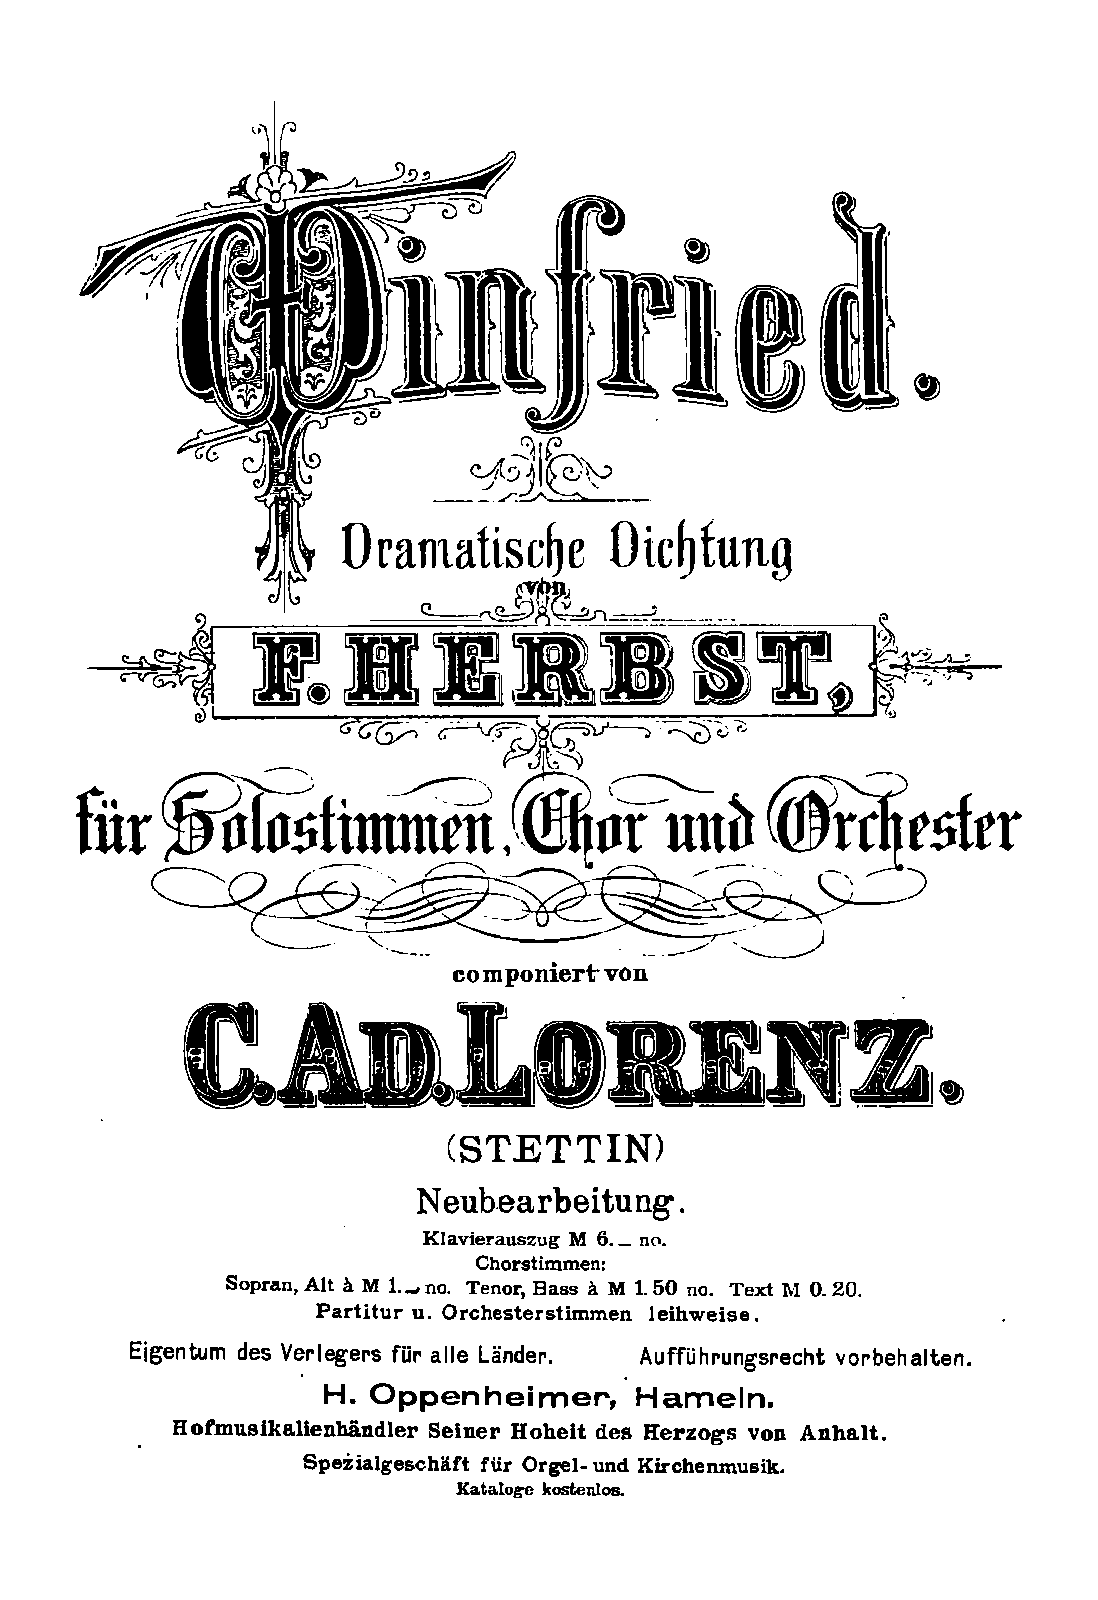 Winfried.
Dramatische Dichtung
von
F. HERBST,
für Solostimmen, Chor und Orchester
componiert von
C. AD. LORENZ.
(STETTIN)
Neubearbeitung.
Klavierauszug M 6.– no.
Chorstimmen:
Sopran, Alt à M 1.– no. Tenor, Bass à M 1.50 no. Text M 0.20.
Partitur u. Orchesterstimmen leihweise.
Eigentum des Verlegers für alle Länder. Aufführungsrecht vorbehalten.
H. Oppenheimer, Hameln.
Hofmusikalienhändler Seiner Hoheit des Herzogs von Anhalt.
Spezialgeschäft für Orgel- und Kirchenmusik.
Kataloge kostenlos.